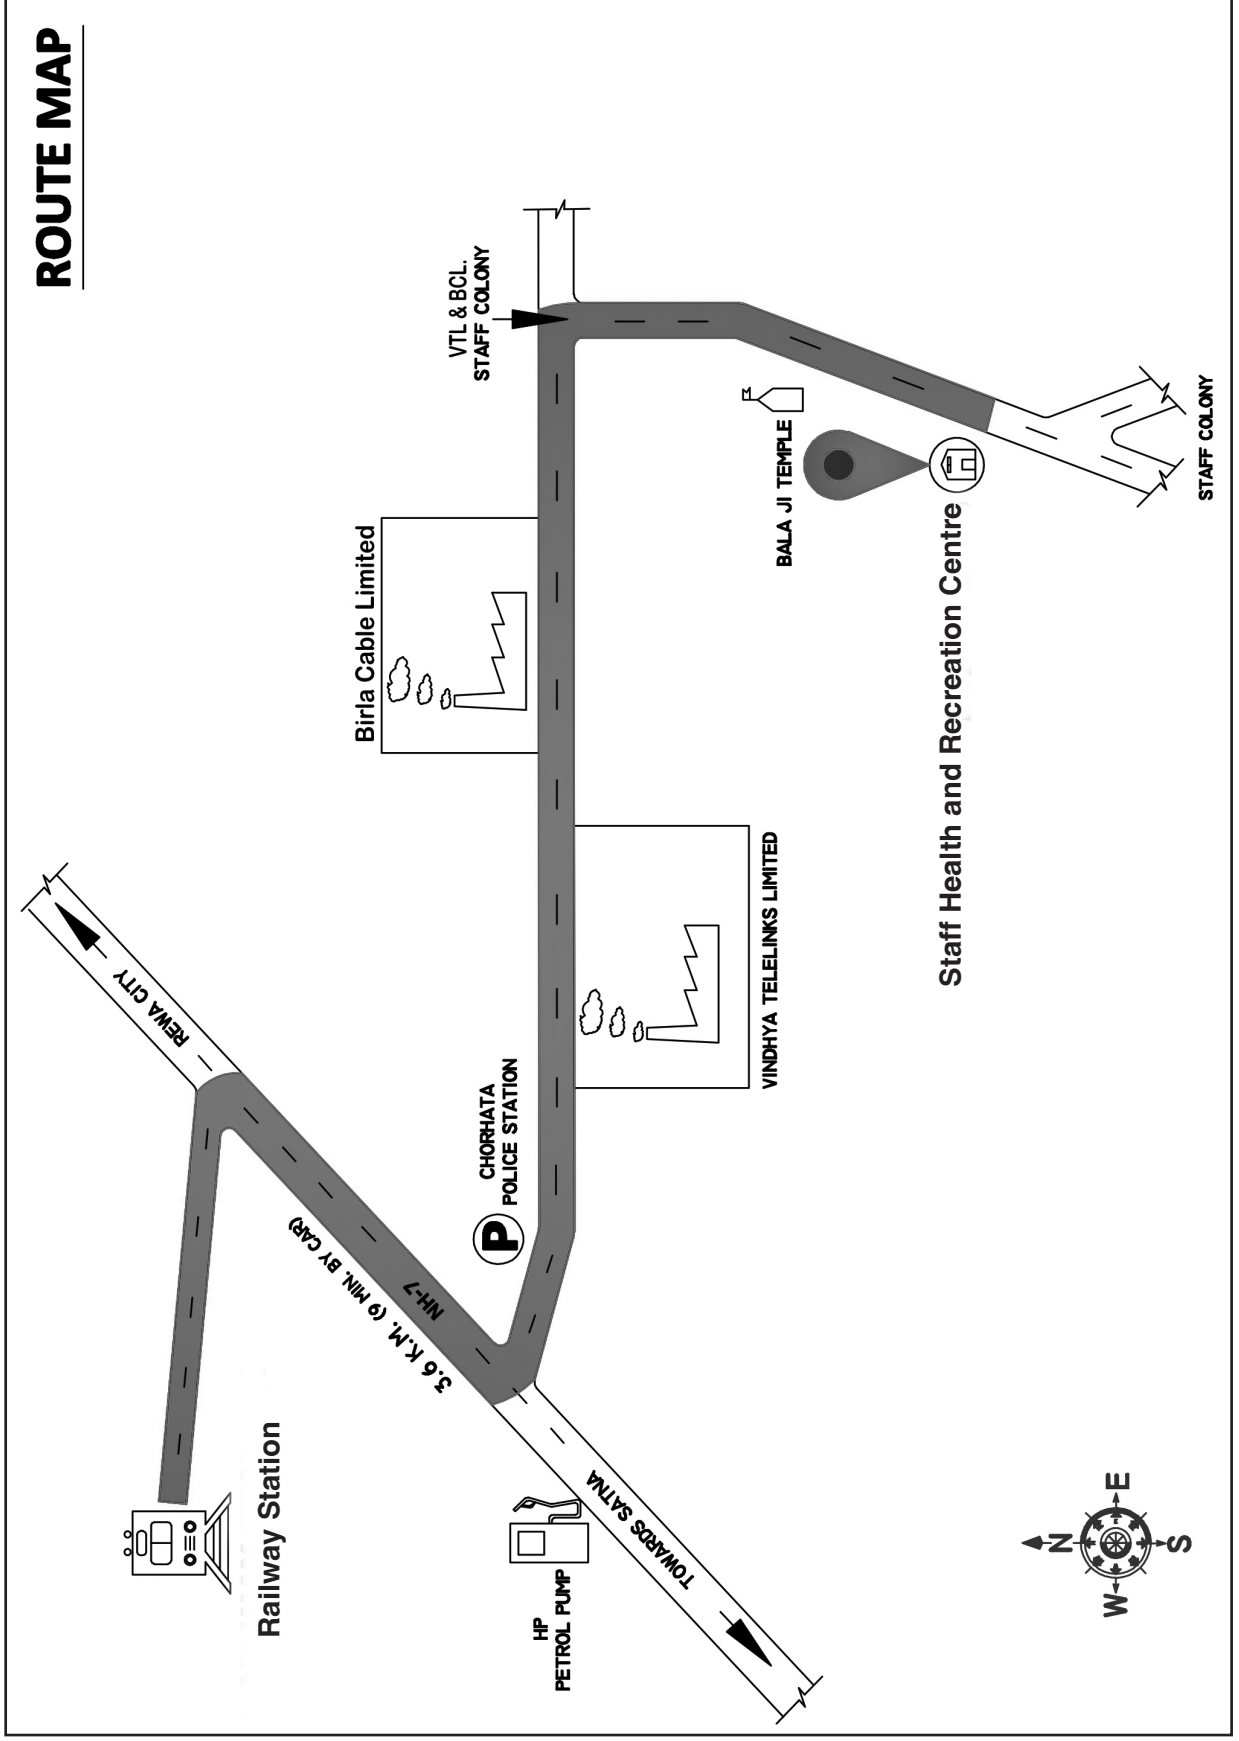 ROUTE MAP
Railway Station
REWA CITY
3.6 K.M. (9 MIN. BY CAR)
NH-7
Birla Cable Limited
VTL & BCL.
STAFF COLONY
P
CHORHATA
POLICE STATION
HP
PETROL PUMP
TOWARDS SATNA
VINDHYA TELELINKS LIMITED
BALA JI TEMPLE
Staff Health and Recreation Centre
STAFF COLONY
N
W
E
S